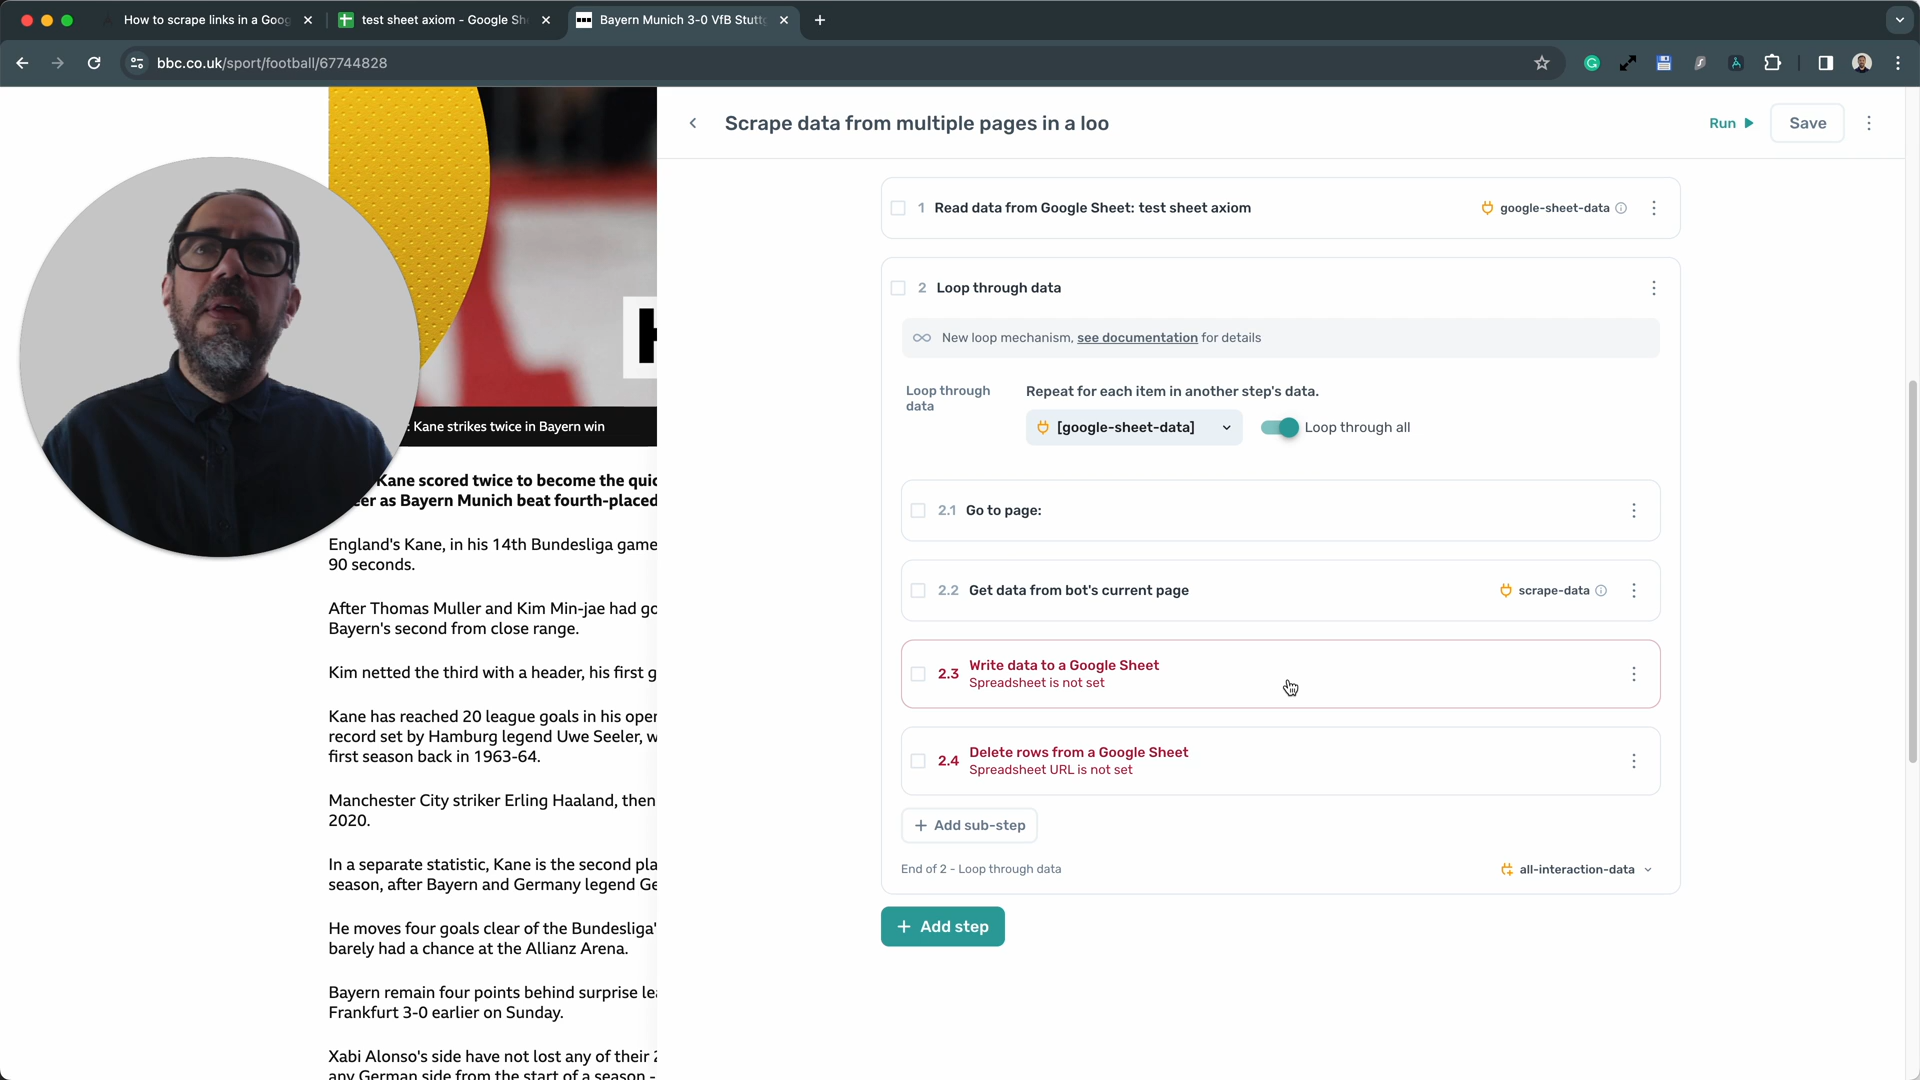 How to scrape links in a Goog
test sheet axiom - Google Sh
Bayern Munich 3-0 VfB Stutt
bbc.co.uk/sport/football/67744828
Scrape data from multiple pages in a loo
Run
Save
1 Read data from Google Sheet: test sheet axiom
google-sheet-data
2 Loop through data
New loop mechanism, see documentation for details
Loop through data
Repeat for each item in another step's data.
[google-sheet-data]
Loop through all
2.1 Go to page:
2.2 Get data from bot's current page
scrape-data
2.3 Write data to a Google Sheet
Spreadsheet is not set
2.4 Delete rows from a Google Sheet
Spreadsheet URL is not set
+ Add sub-step
End of 2 - Loop through data
all-interaction-data
+ Add step
: Kane strikes twice in Bayern win
Kane scored twice to become the quic
er as Bayern Munich beat fourth-placed
England's Kane, in his 14th Bundesliga game
90 seconds.
After Thomas Muller and Kim Min-jae had go
Bayern's second from close range.
Kim netted the third with a header, his first g
Kane has reached 20 league goals in his oper
record set by Hamburg legend Uwe Seeler, w
first season back in 1963-64.
Manchester City striker Erling Haaland, then
2020.
In a separate statistic, Kane is the second pla
season, after Bayern and Germany legend Ge
He moves four goals clear of the Bundesliga'
barely had a chance at the Allianz Arena.
Bayern remain four points behind surprise lea
Frankfurt 3-0 earlier on Sunday.
Xabi Alonso's side have not lost any of their 2
any German side from the start of a season -